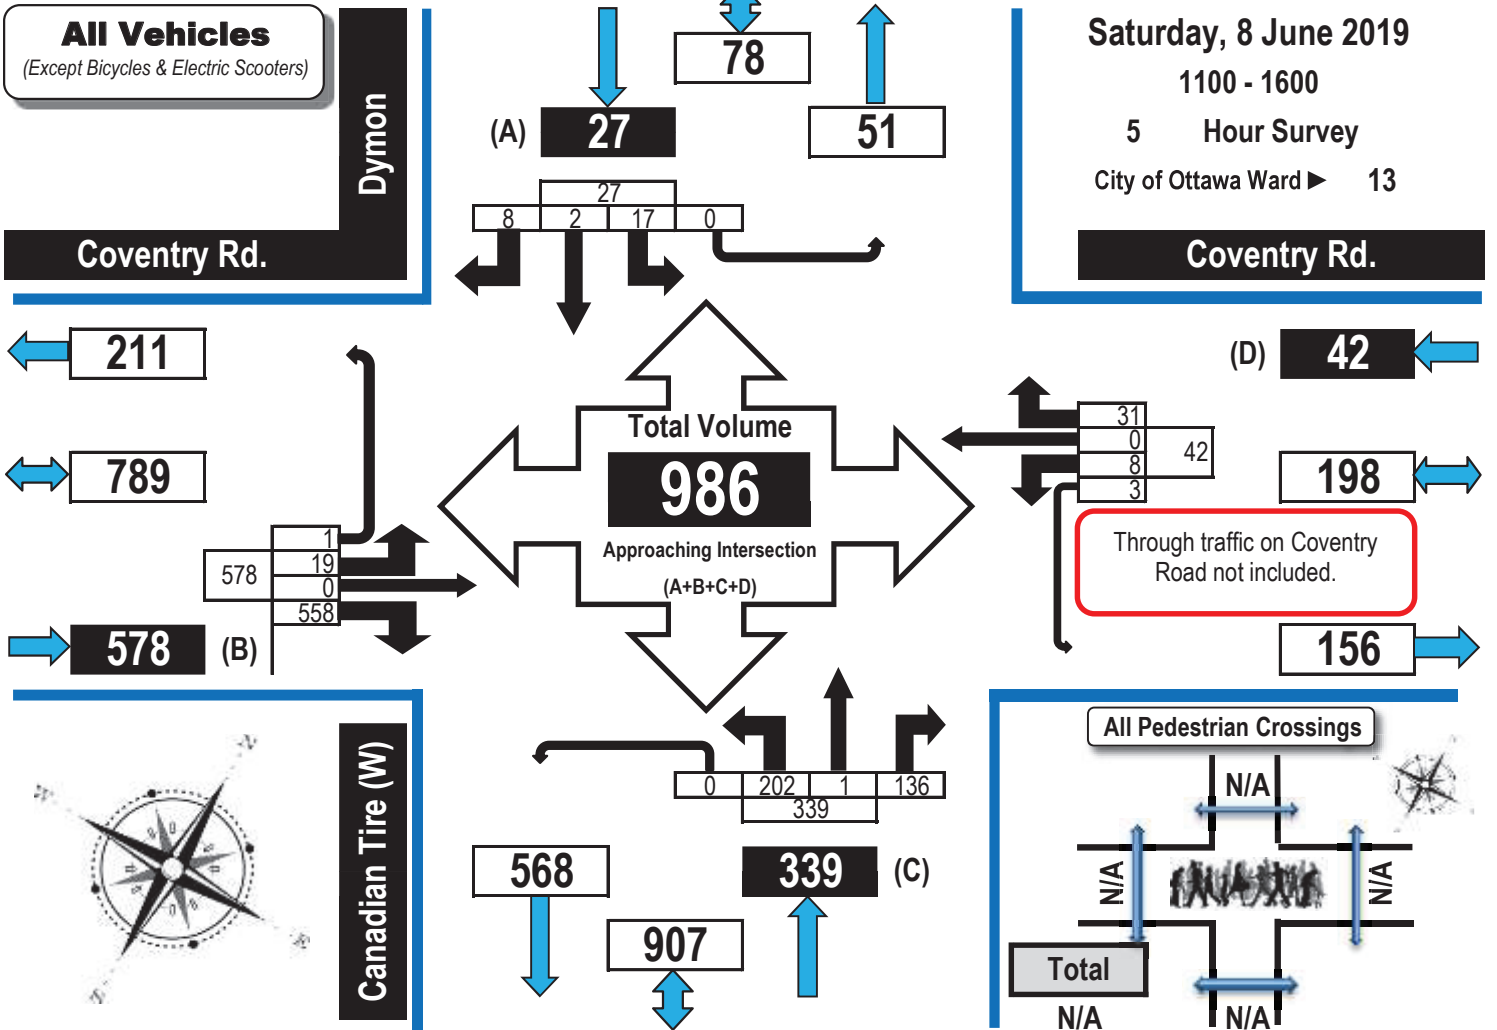 All Vehicles
(Except Bicycles & Electric Scooters)
Dymon
Coventry Rd.
78
(A) 27
51
27
8 2 17 0
Saturday, 8 June 2019
1100 - 1600
5 Hour Survey
City of Ottawa Ward ► 13
Coventry Rd.
211
789
1
19
0
558
578
578 (B)
Total Volume
986
Approaching Intersection
(A+B+C+D)
(D) 42
31
0
8
3
42
198
Through traffic on Coventry
Road not included.
156
N
W
E
S
Canadian Tire (W)
0 202 1 136
339
568
339 (C)
907
All Pedestrian Crossings
N/A
N/A
N/A
Total
N/A
N/A